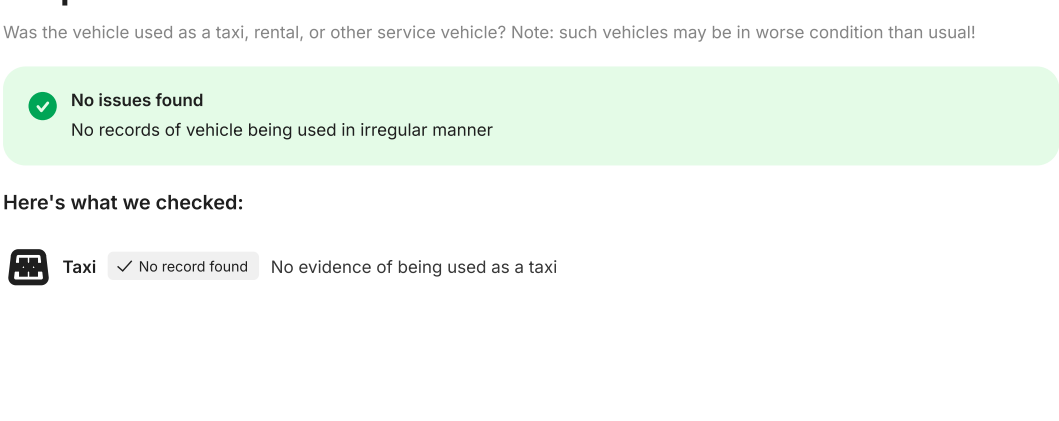 Was the vehicle used as a taxi, rental, or other service vehicle? Note: such vehicles may be in worse condition than usual!
No issues found
No records of vehicle being used in irregular manner
Here's what we checked:
Taxi No record found No evidence of being used as a taxi